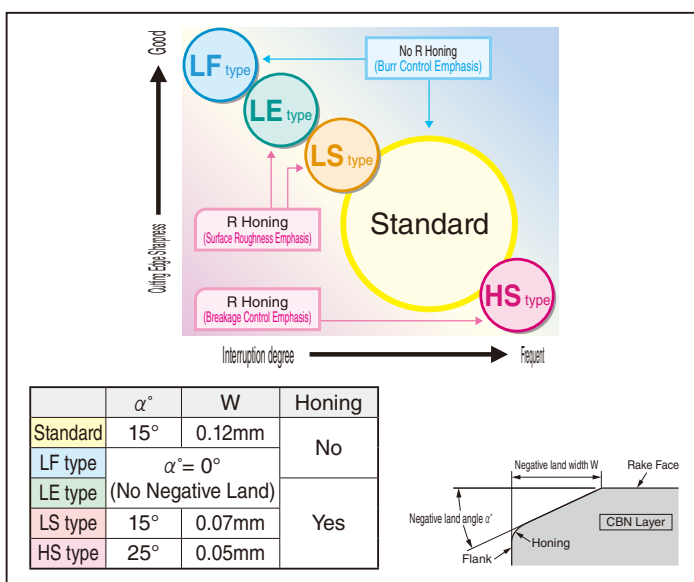 Good
Cutting Edge Sharpness
LF type
LE type
LS type
Standard
HS type
No R Honing
(Burr Control Emphasis)
R Honing
(Surface Roughness Emphasis)
R Honing
(Breakage Control Emphasis)
Interruption degree
Frequent
α° W Honing
Standard 15° 0.12mm No
LF type α°= 0°
LE type (No Negative Land) Yes
LS type 15° 0.07mm
HS type 25° 0.05mm
Negative land width W
Rake Face
Negative land angle α°
CBN Layer
Honing
Flank